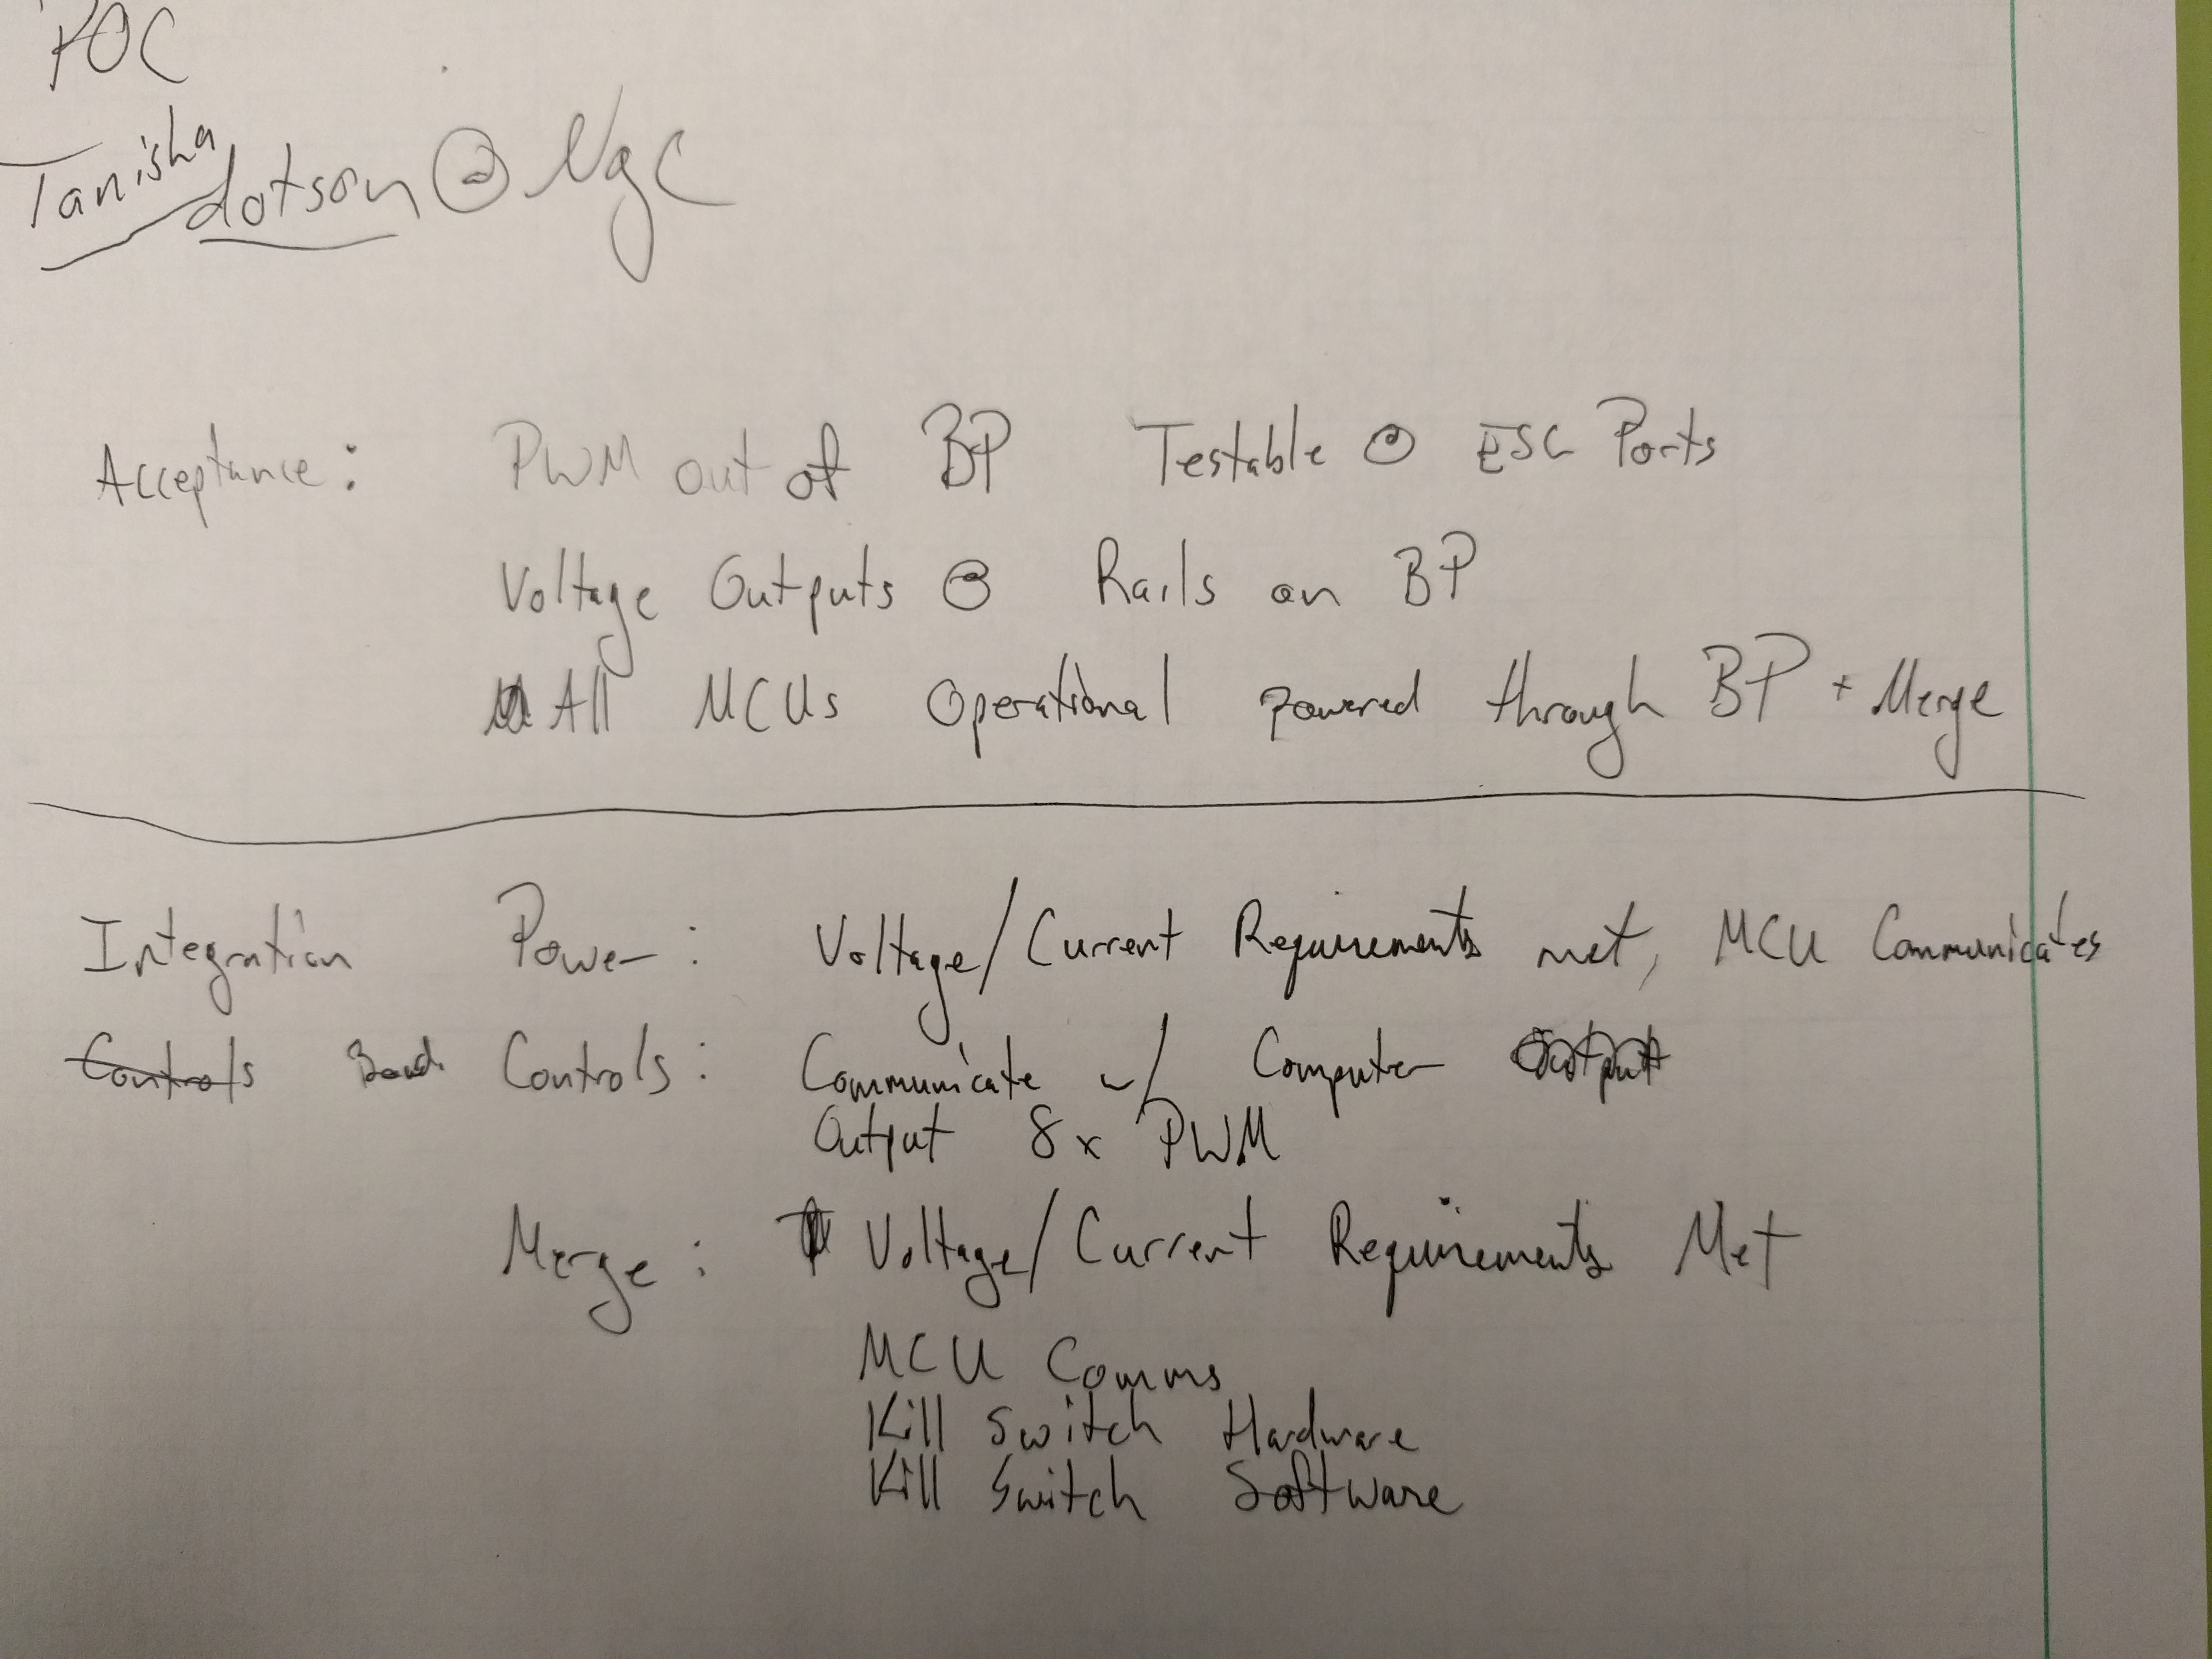 POC
Tanisha
dotson @ Ngc
Acceptance: PWM out of BP Testable @ ESC Ports
Voltage Outputs @ Rails on BP
All MCUs Operational powered through BP + Merge
Integration Power: Voltage/Current Requirements met, MCU Communicates
Controls Controls: Communicate w/ Computer Output
Output 8x PWM
Merge: Voltage/Current Requirements Met
MCU Comms
Kill Switch Hardware
Kill Switch Software